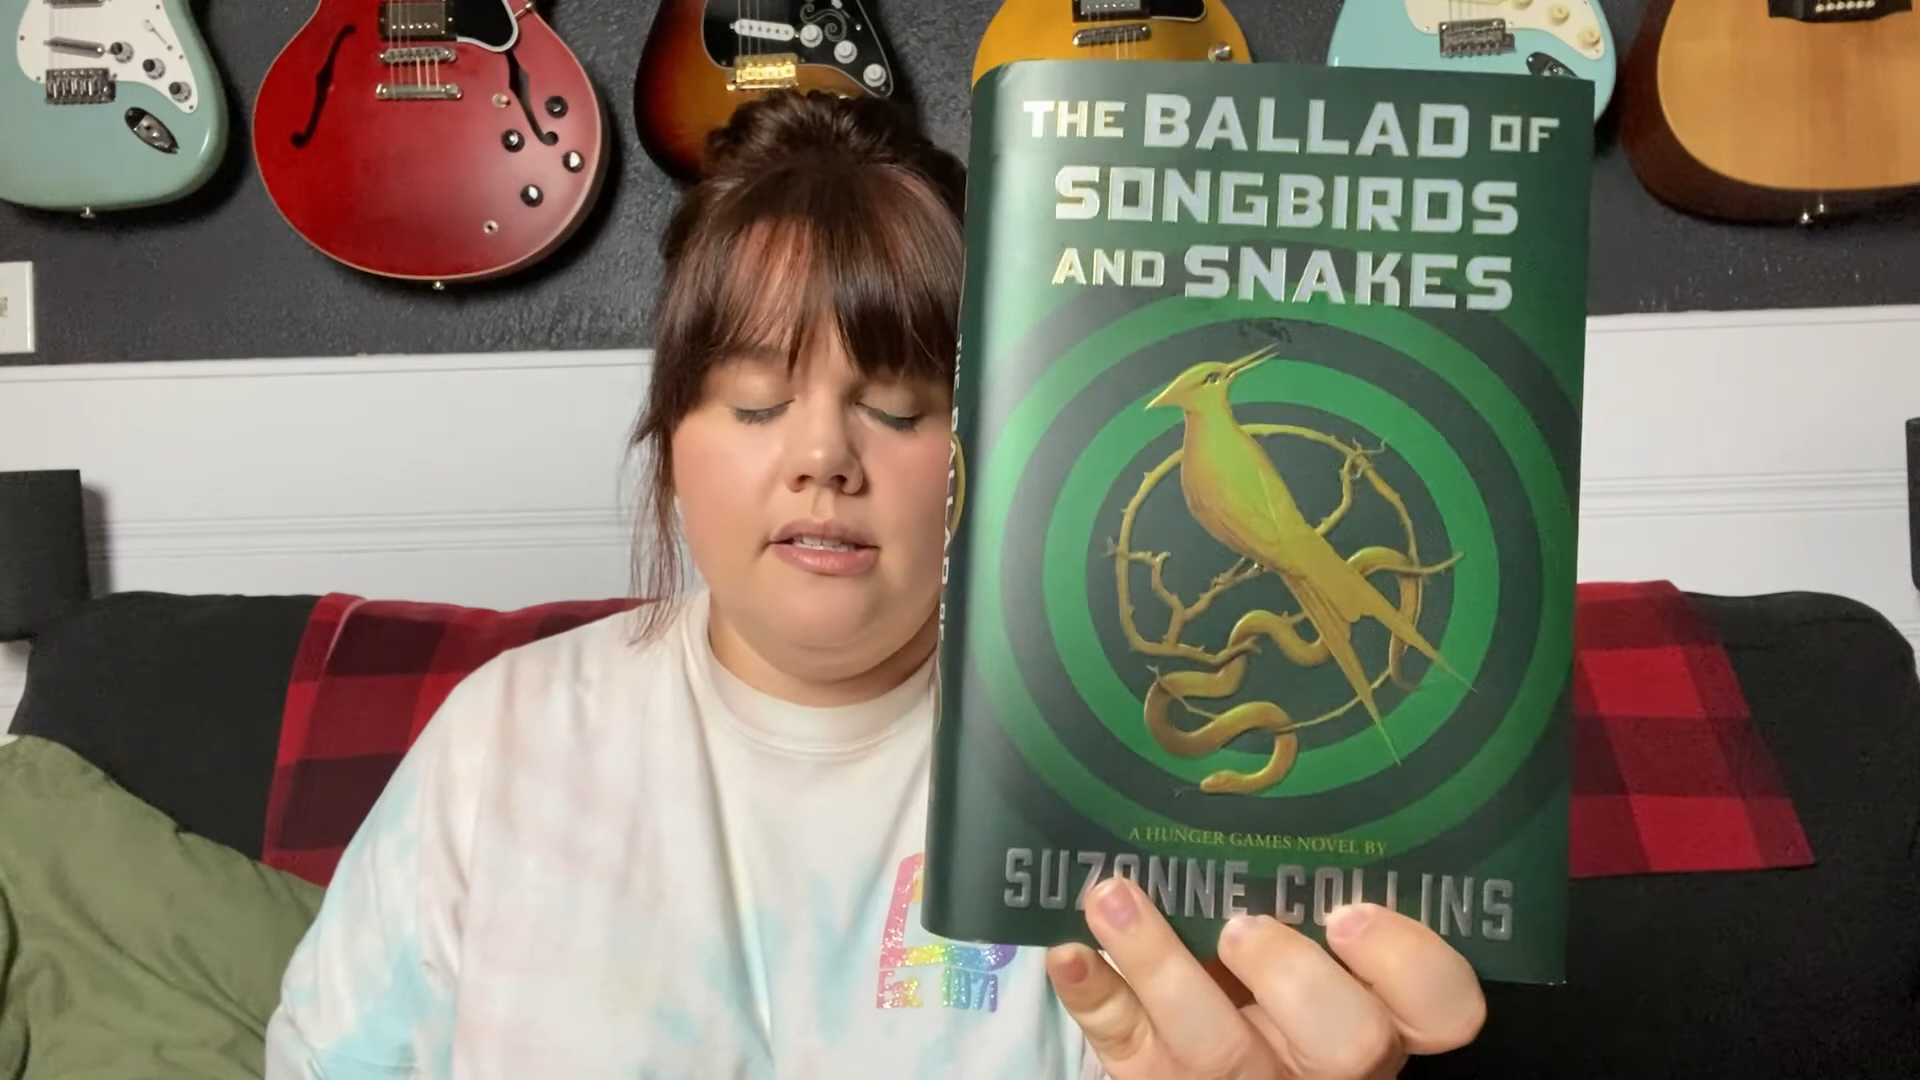 THE BALLAD OF
SONGBIRDS
AND SNAKES
A HUNGER GAMES NOVEL BY
SUZANNE COLLINS